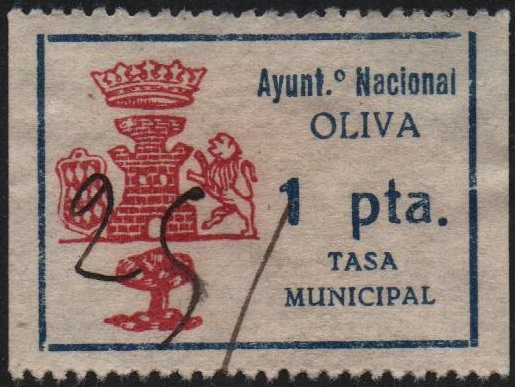 Ayunt.º Nacional
OLIVA
1 pta.
TASA
MUNICIPAL
25